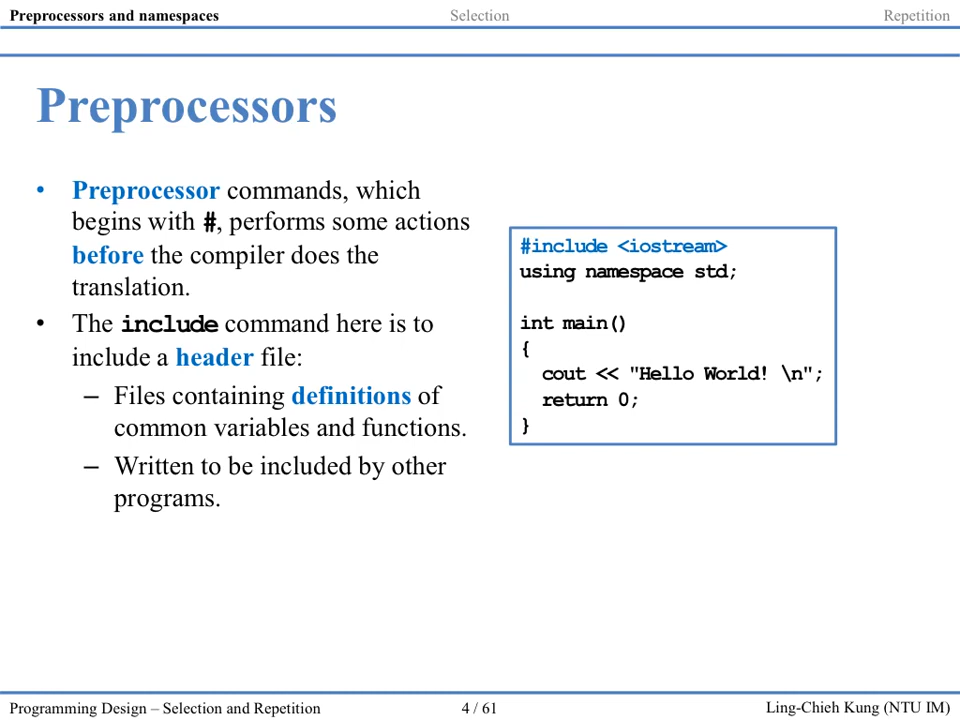 Preprocessors and namespaces Selection Repetition
Preprocessors
• Preprocessor commands, which
begins with #, performs some actions
before the compiler does the
translation.
• The include command here is to
include a header file:
– Files containing definitions of
common variables and functions.
– Written to be included by other
programs.
#include <iostream>
using namespace std;
int main()
{
cout << "Hello World! \n";
return 0;
}
Programming Design – Selection and Repetition 4 / 61 Ling-Chieh Kung (NTU IM)